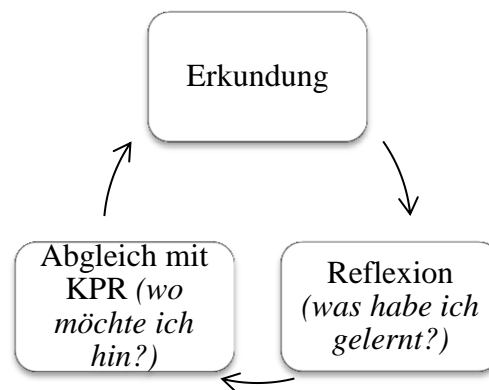 Erkundung
Abgleich mit
KPR (wo
möchte ich
hin?)
Reflexion
(was habe ich
gelernt?)